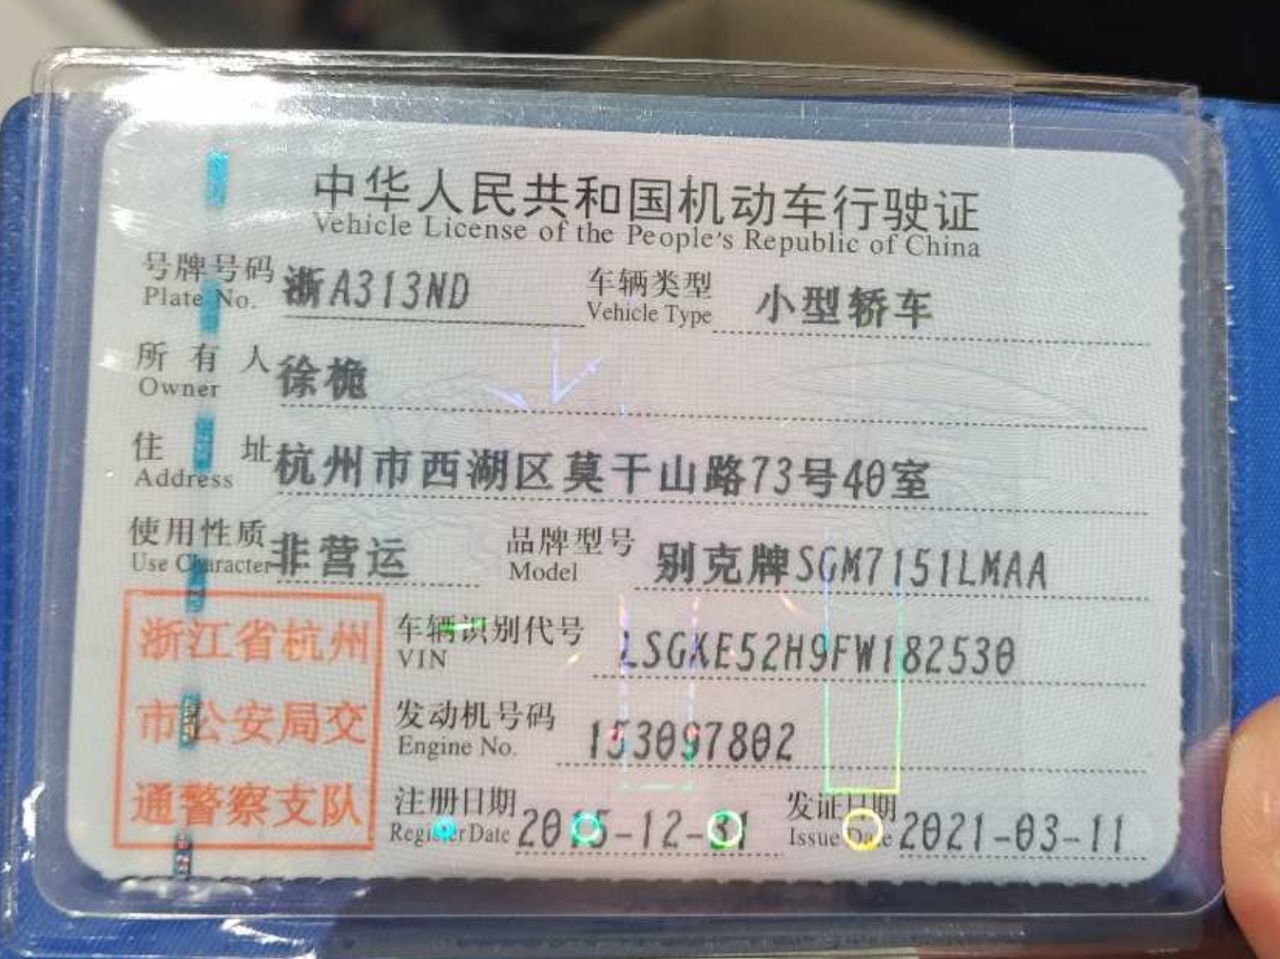 中华人民共和国机动车行驶证
Vehicle License of the People's Republic of China
号牌号码 浙A313ND 车辆类型 小型轿车
Plate No. Vehicle Type
所有人 徐桅
Owner
住址 杭州市西湖区莫干山路73号40室
Address
使用性质 非营运 品牌型号 别克牌SGM7151LMAA
Use Character Model
浙江省杭州
市公安局交
通警察支队
车辆识别代号 LSGKE52H9FW182530
VIN
发动机号码 153097802
Engine No.
注册日期 2015-12-31 发证日期 2021-03-11
Register Date Issue Date